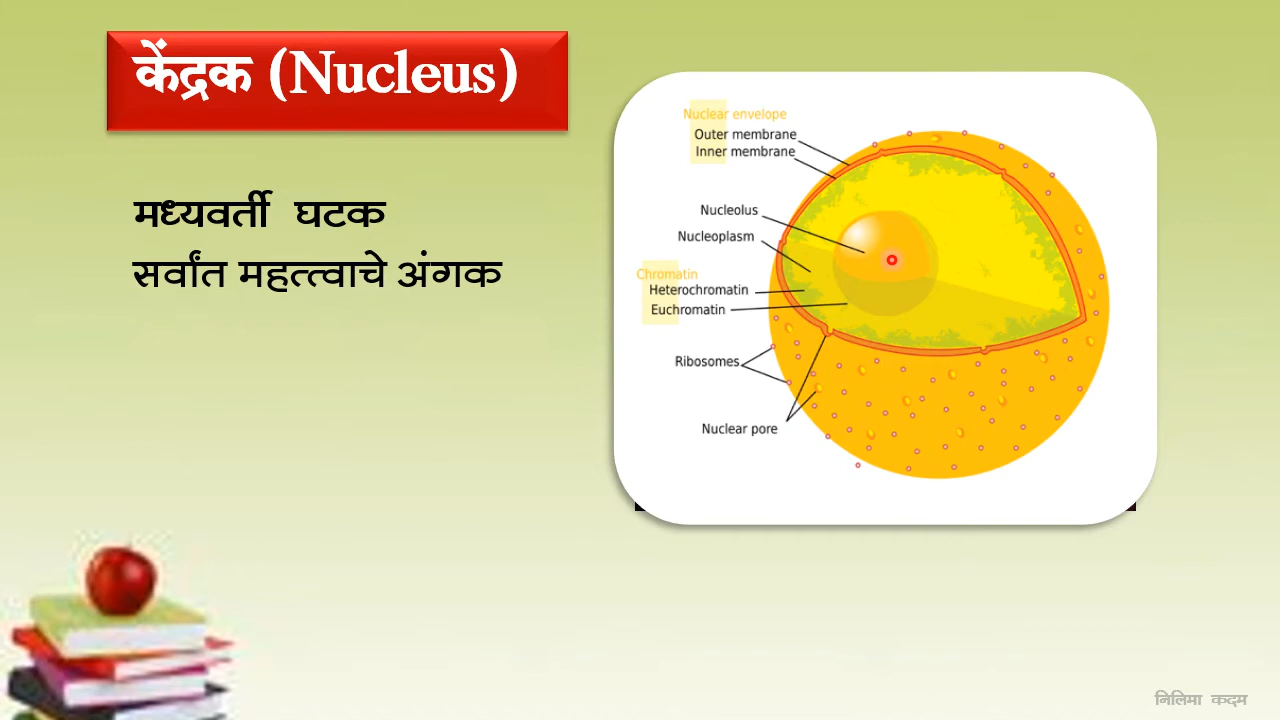 केंद्रक (Nucleus)
मध्यवर्ती घटक
सर्वांत महत्त्वाचे अंगक
Nuclear envelope
Outer membrane
Inner membrane
Nucleolus
Nucleoplasm
Chromatin
Heterochromatin
Euchromatin
Ribosomes
Nuclear pore
निलिमा कदम